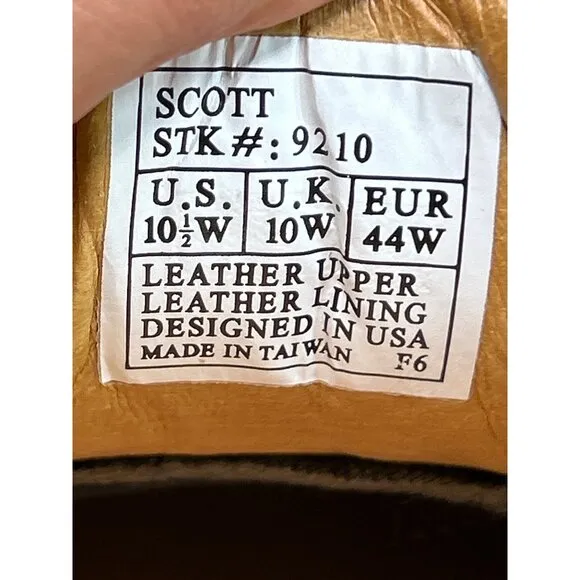 SCOTT
STK #: 9210
U.S. U.K. EUR
10½W 10W 44W
LEATHER UPPER
LEATHER LINING
DESIGNED IN USA
MADE IN TAIWAN F6